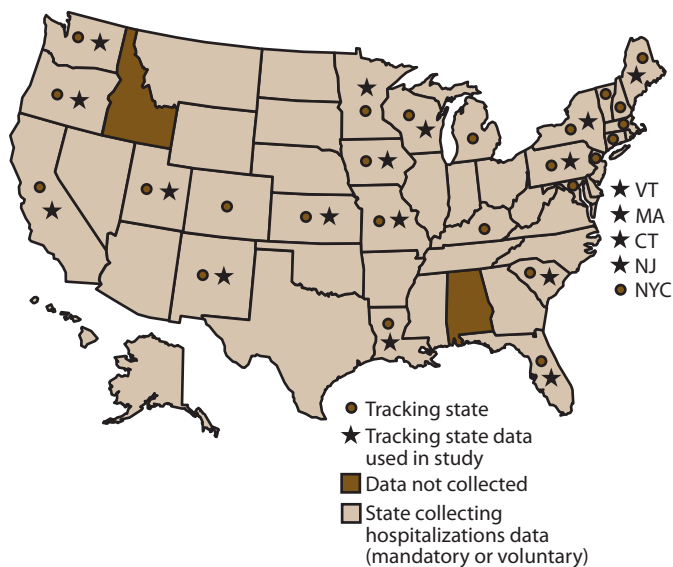 VT
MA
CT
NJ
NYC
Tracking state
Tracking state data
used in study
Data not collected
State collecting
hospitalizations data
(mandatory or voluntary)